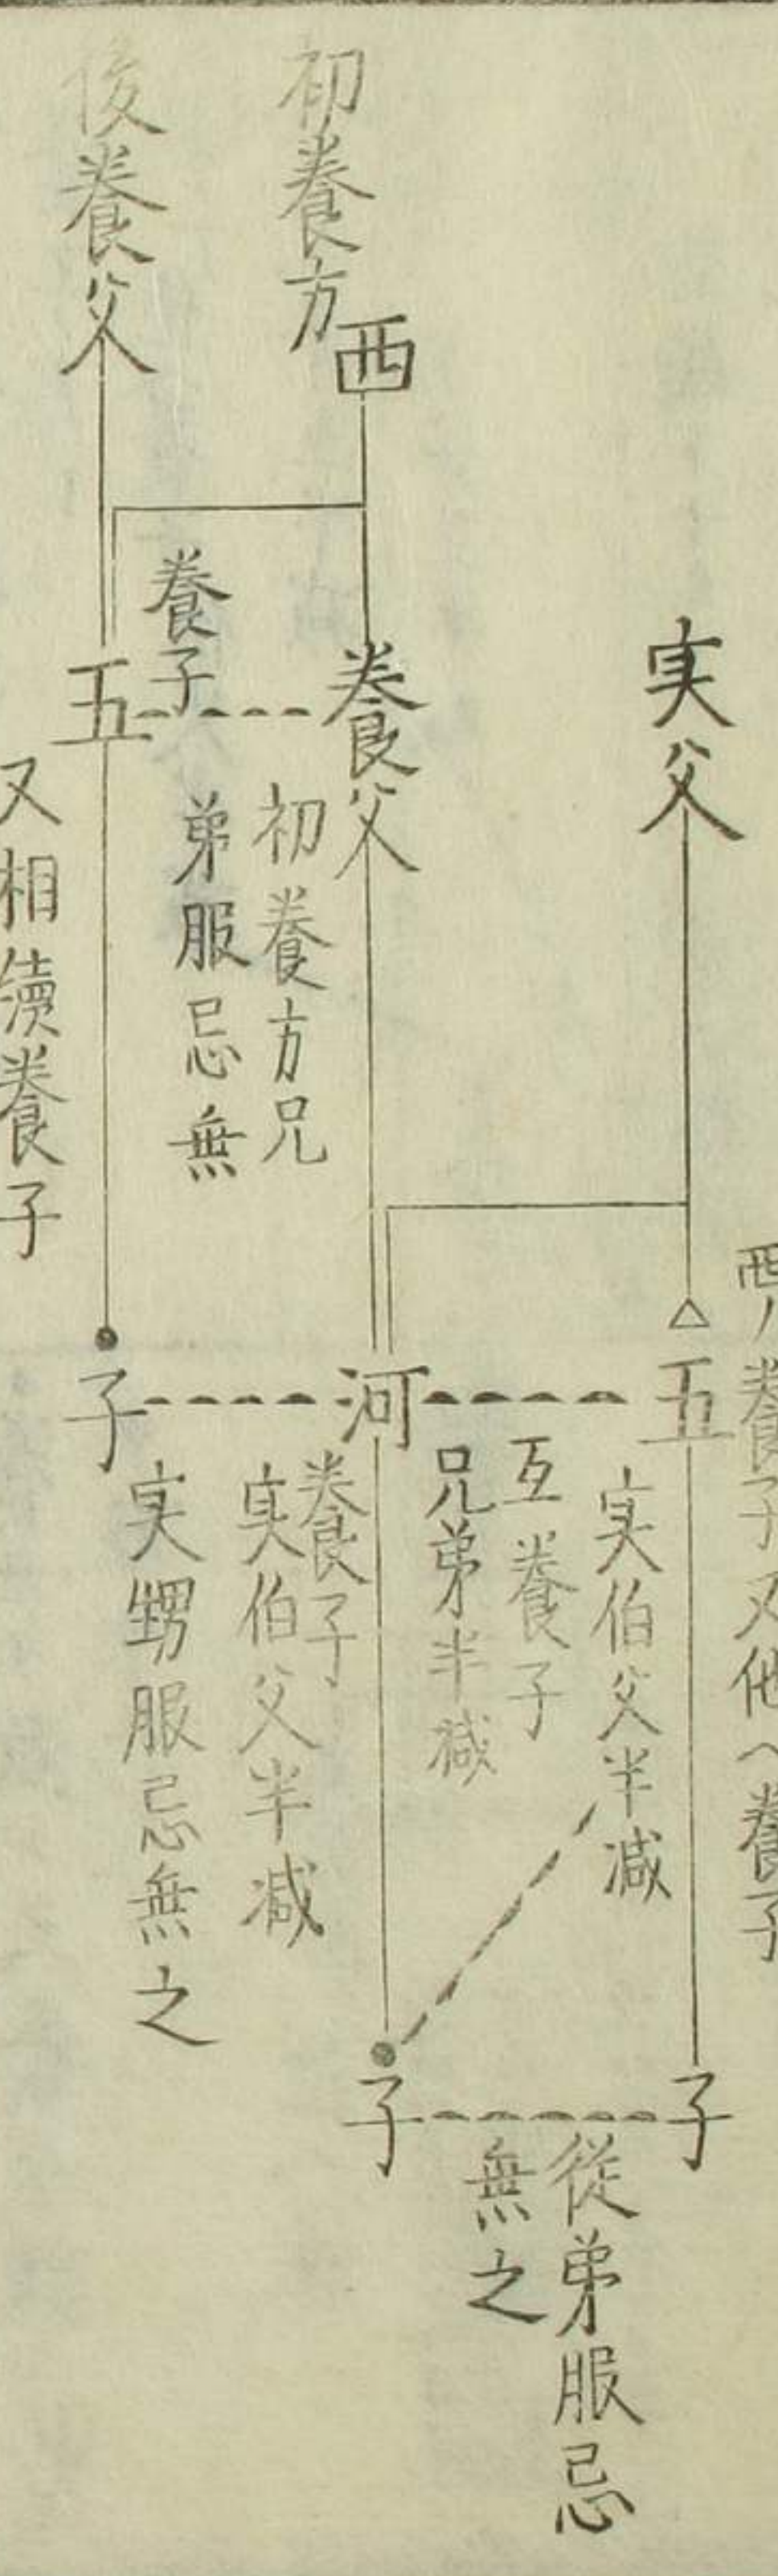 西ノ養子又他ヘ養子
実父
五
実伯父半減
互養子
兄弟半減
子
従弟服忌
無之
西
養父
河
子
初養方
初養方兄
弟服忌無
養子
養子
実伯父半減
実甥服忌無之
後養父
五
子
又相續養子